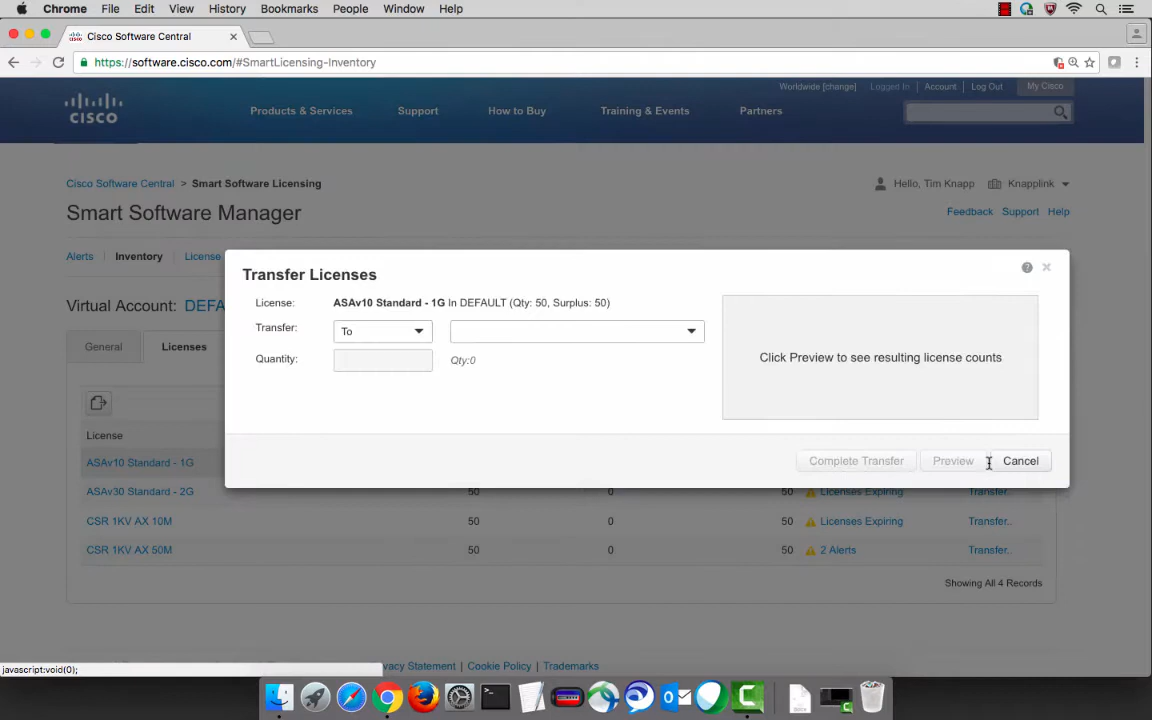 Chrome File Edit View History Bookmarks People Window Help
Cisco Software Central
https://software.cisco.com/#SmartLicensing-Inventory
Worldwide [change] Logged In Account Log Out My Cisco
CISCO
Products & Services Support How to Buy Training & Events Partners
Cisco Software Central > Smart Software Licensing
Hello, Tim Knapp Knapplink
Smart Software Manager
Feedback Support Help
Alerts Inventory License
Transfer Licenses
License: ASAv10 Standard - 1G In DEFAULT (Qty: 50, Surplus: 50)
Virtual Account: DEFA
Transfer: To
Quantity: Qty:0
Click Preview to see resulting license counts
General Licenses
License
Complete Transfer Preview Cancel
ASAv10 Standard - 1G
ASAv30 Standard - 2G 50 0 50 Licenses Expiring Transfer..
CSR 1KV AX 10M 50 0 50 Licenses Expiring Transfer..
CSR 1KV AX 50M 50 0 50 2 Alerts Transfer..
Showing All 4 Records
javascript:void(0);
vacy Statement | Cookie Policy | Trademarks